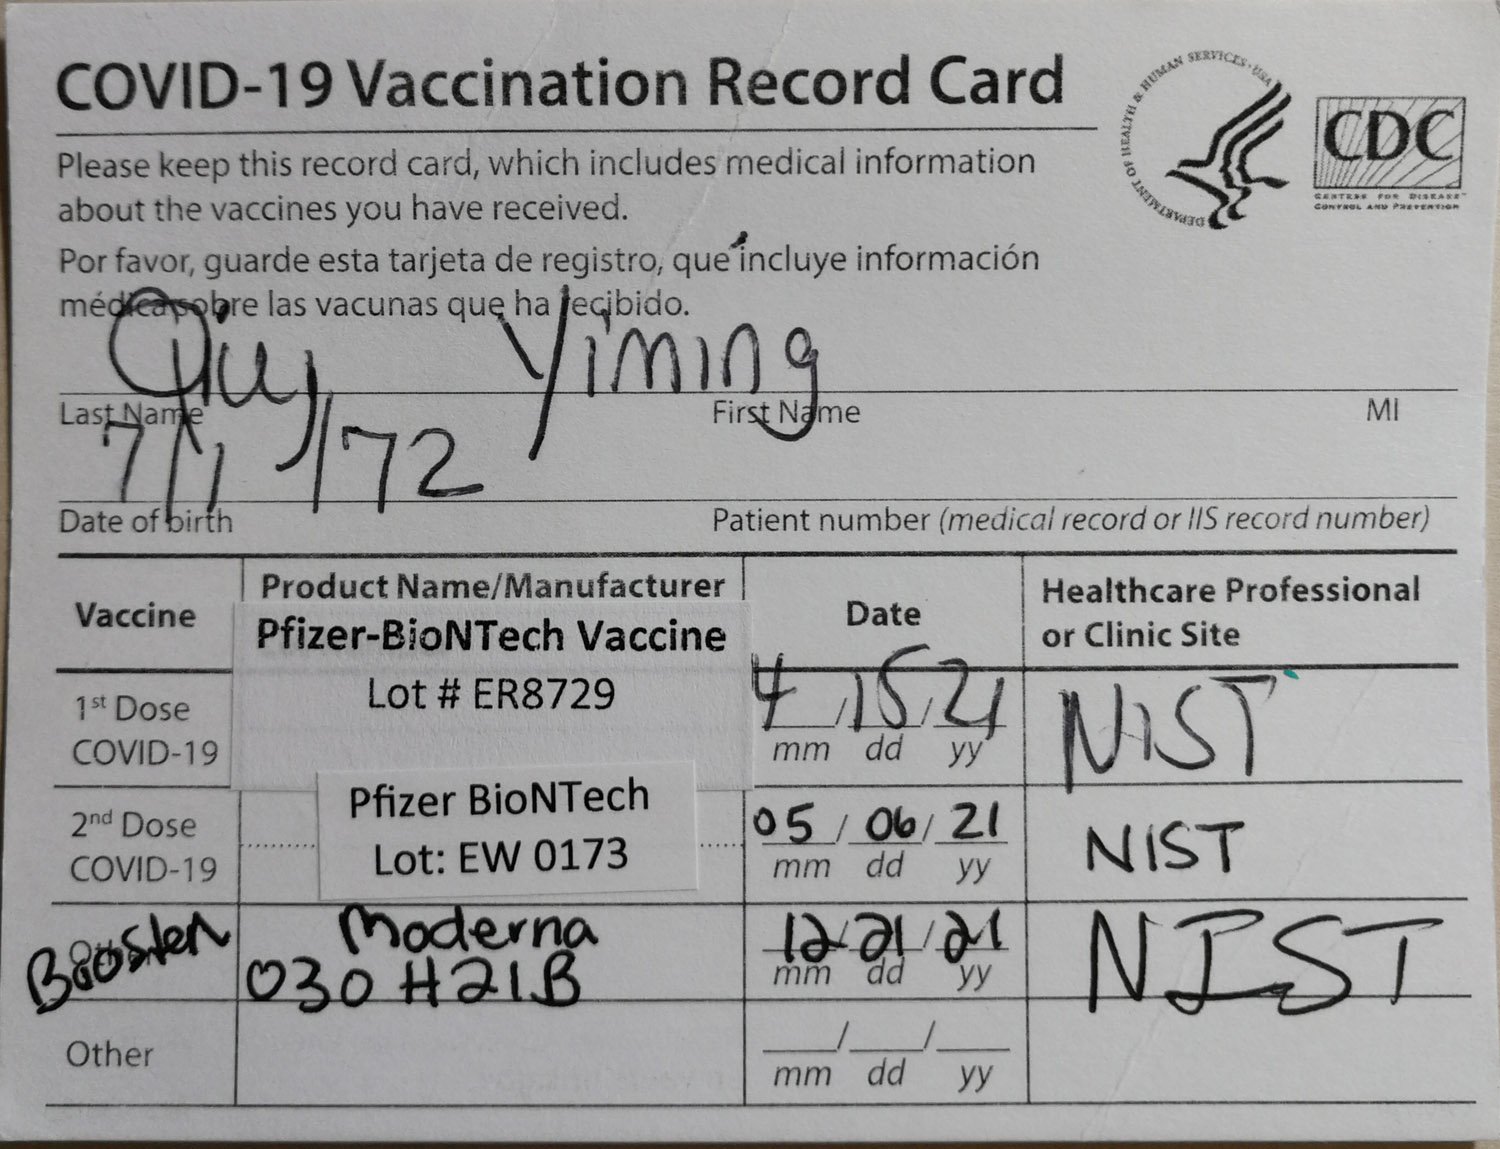 COVID-19 Vaccination Record Card
DEPARTMENT OF HEALTH & HUMAN SERVICES · USA
CDC
CENTERS FOR DISEASE™
CONTROL AND PREVENTION
Please keep this record card, which includes medical information
about the vaccines you have received.
Por favor, guarde esta tarjeta de registro, que incluye información
médica sobre las vacunas que ha recibido.
Qiu, Yiming
Last Name First Name MI
7/1/72
Date of birth Patient number (medical record or IIS record number)
Vaccine Product Name/Manufacturer Date Healthcare Professional
or Clinic Site
1st Dose
COVID-19
Pfizer-BioNTech Vaccine
Lot # ER8729
4/15/21
mm dd yy
NIST
2nd Dose
COVID-19
Pfizer BioNTech
Lot: EW 0173
05/06/21
mm dd yy
NIST
Booster
Moderna
030H21B
12/21/21
mm dd yy
NIST
Other
__/__/__
mm dd yy